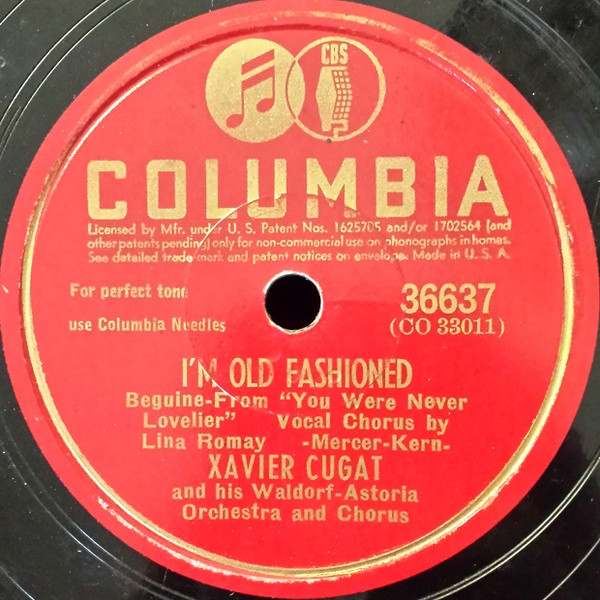 CBS
COLUMBIA
Licensed by Mfr. under U. S. Patent Nos. 1625705 and/or 1702564 (and
other patents pending) only for non-commercial use on phonographs in homes.
See detailed trademark and patent notices on envelope. Made in U. S. A.
For perfect tone
use Columbia Needles
36637
(CO 33011)
I'M OLD FASHIONED
Beguine-From "You Were Never
Lovelier" Vocal Chorus by
Lina Romay -Mercer-Kern-
XAVIER CUGAT
and his Waldorf-Astoria
Orchestra and Chorus